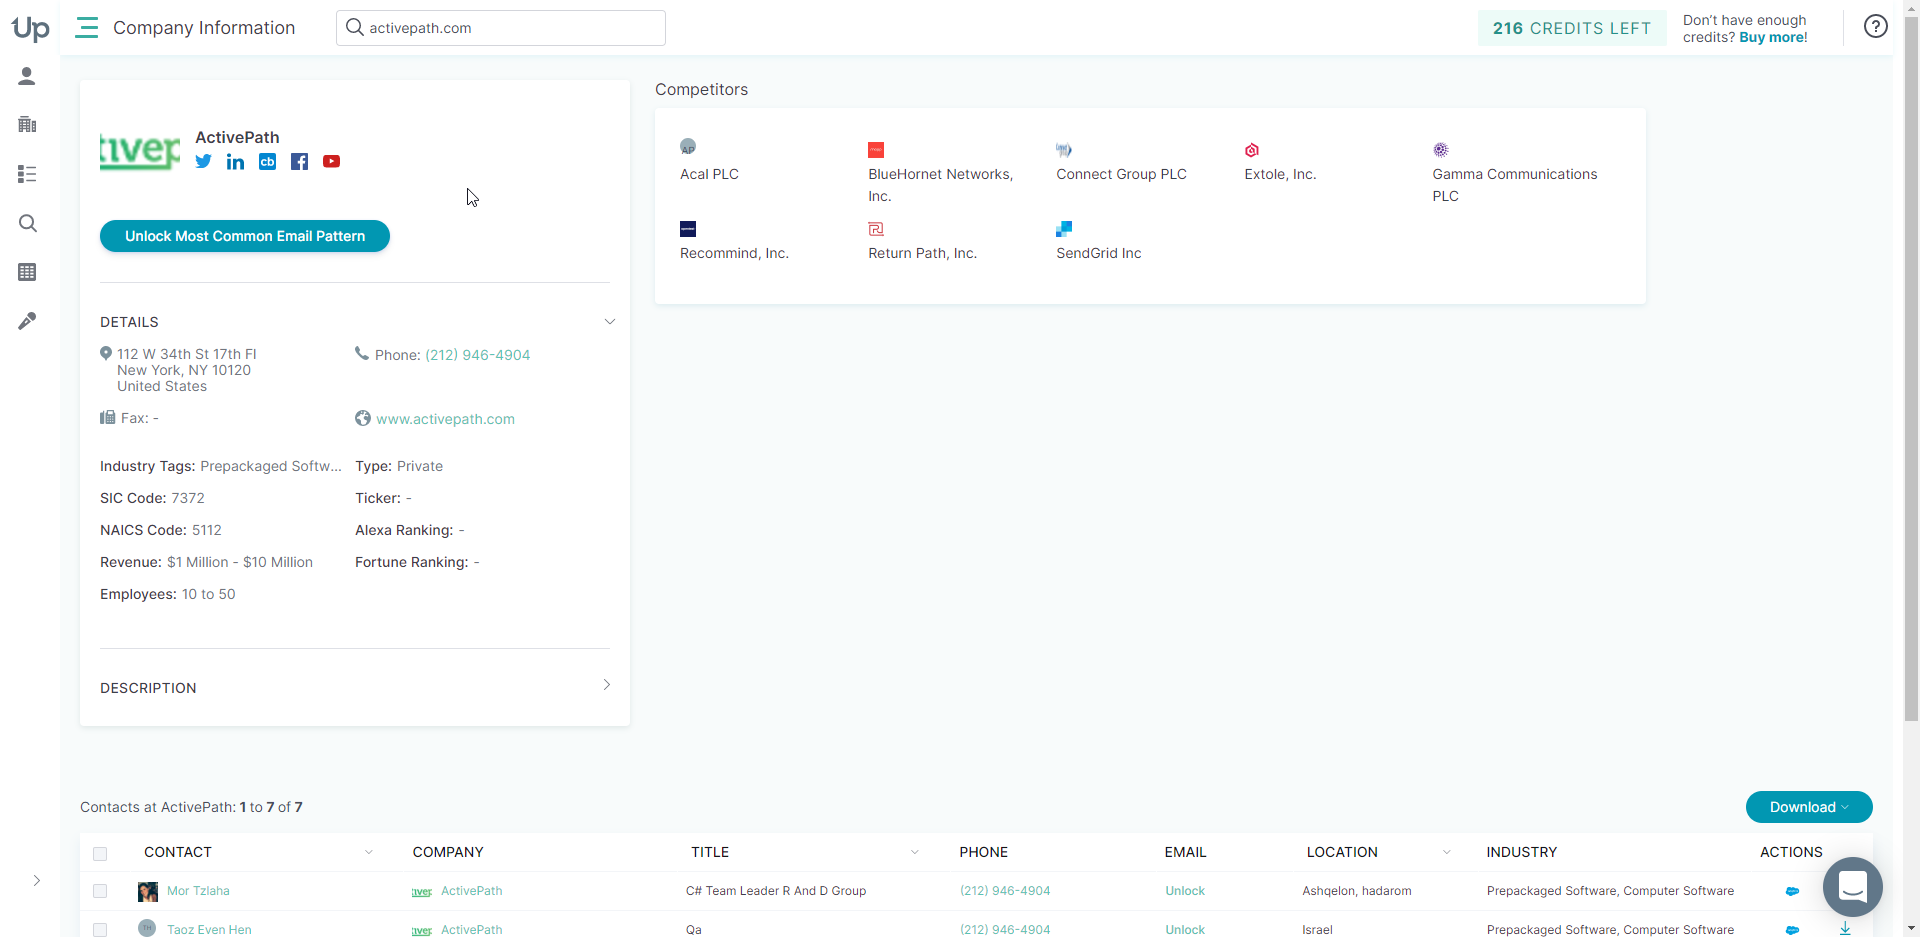 Up
Company Information
activepath.com
216 CREDITS LEFT
Don't have enough
credits? Buy more!
ActivePath
Unlock Most Common Email Pattern
DETAILS
112 W 34th St 17th Fl
New York, NY 10120
United States
Phone: (212) 946-4904
Fax: -
www.activepath.com
Industry Tags: Prepackaged Softw...
Type: Private
SIC Code: 7372
Ticker: -
NAICS Code: 5112
Alexa Ranking: -
Revenue: $1 Million - $10 Million
Fortune Ranking: -
Employees: 10 to 50
DESCRIPTION
Competitors
AP
Acal PLC
BlueHornet Networks,
Inc.
Connect Group PLC
Extole, Inc.
Gamma Communications
PLC
Recommind, Inc.
Return Path, Inc.
SendGrid Inc
Contacts at ActivePath: 1 to 7 of 7
Download
CONTACT COMPANY TITLE PHONE EMAIL LOCATION INDUSTRY ACTIONS
Mor Tzlaha ActivePath C# Team Leader R And D Group (212) 946-4904 Unlock Ashqelon, hadarom Prepackaged Software, Computer Software
TH Taoz Even Hen ActivePath Qa (212) 946-4904 Unlock Israel Prepackaged Software, Computer Software